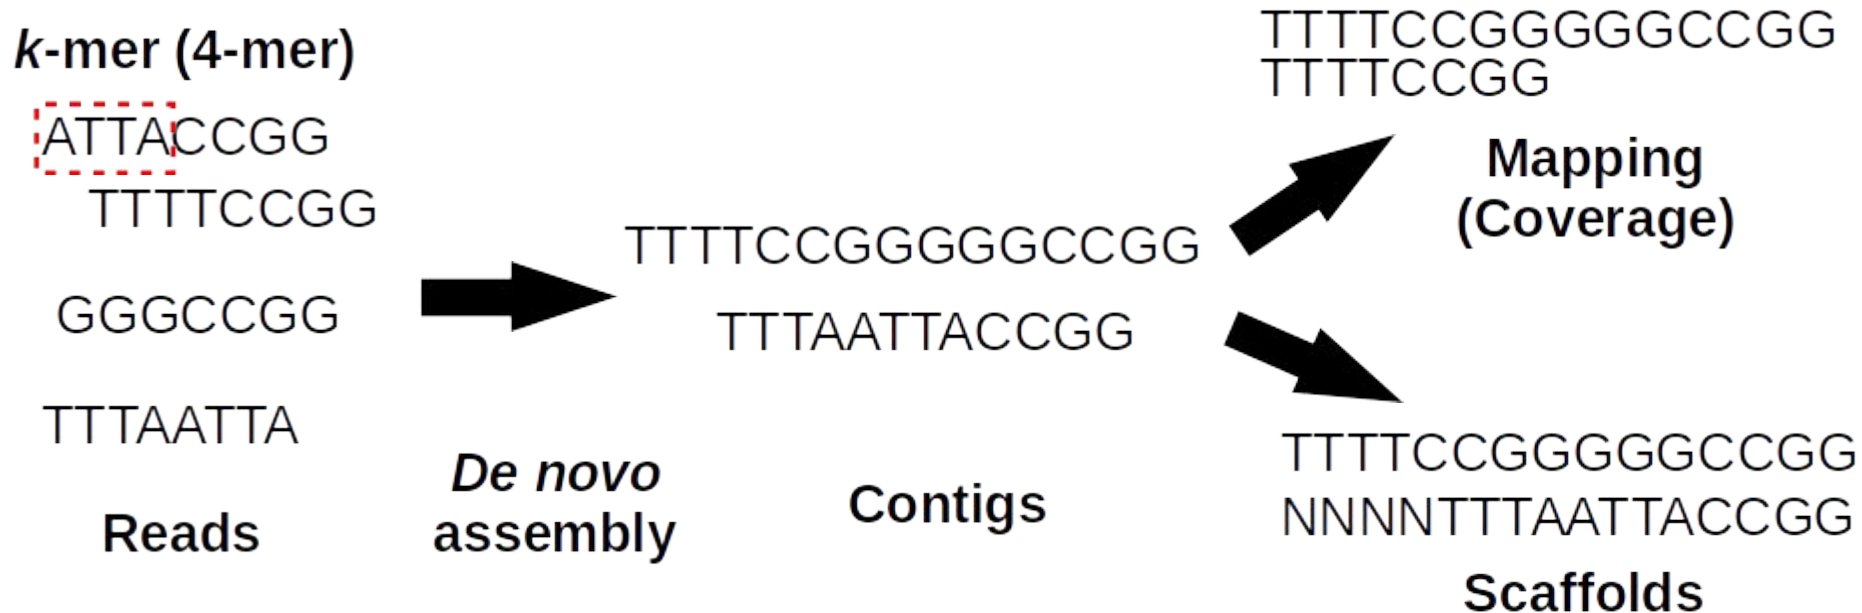 k-mer (4-mer)
ATTACCGG
TTTTCCGG
GGGCCGG
TTTAATTA
Reads
De novo
assembly
TTTTCCGGGGGCCGG
TTTAATTACCGG
Contigs
TTTTCCGGGGGCCGG
TTTTCCGG
Mapping
(Coverage)
TTTTCCGGGGGCCGG
NNNNTTTAATTACCGG
Scaffolds